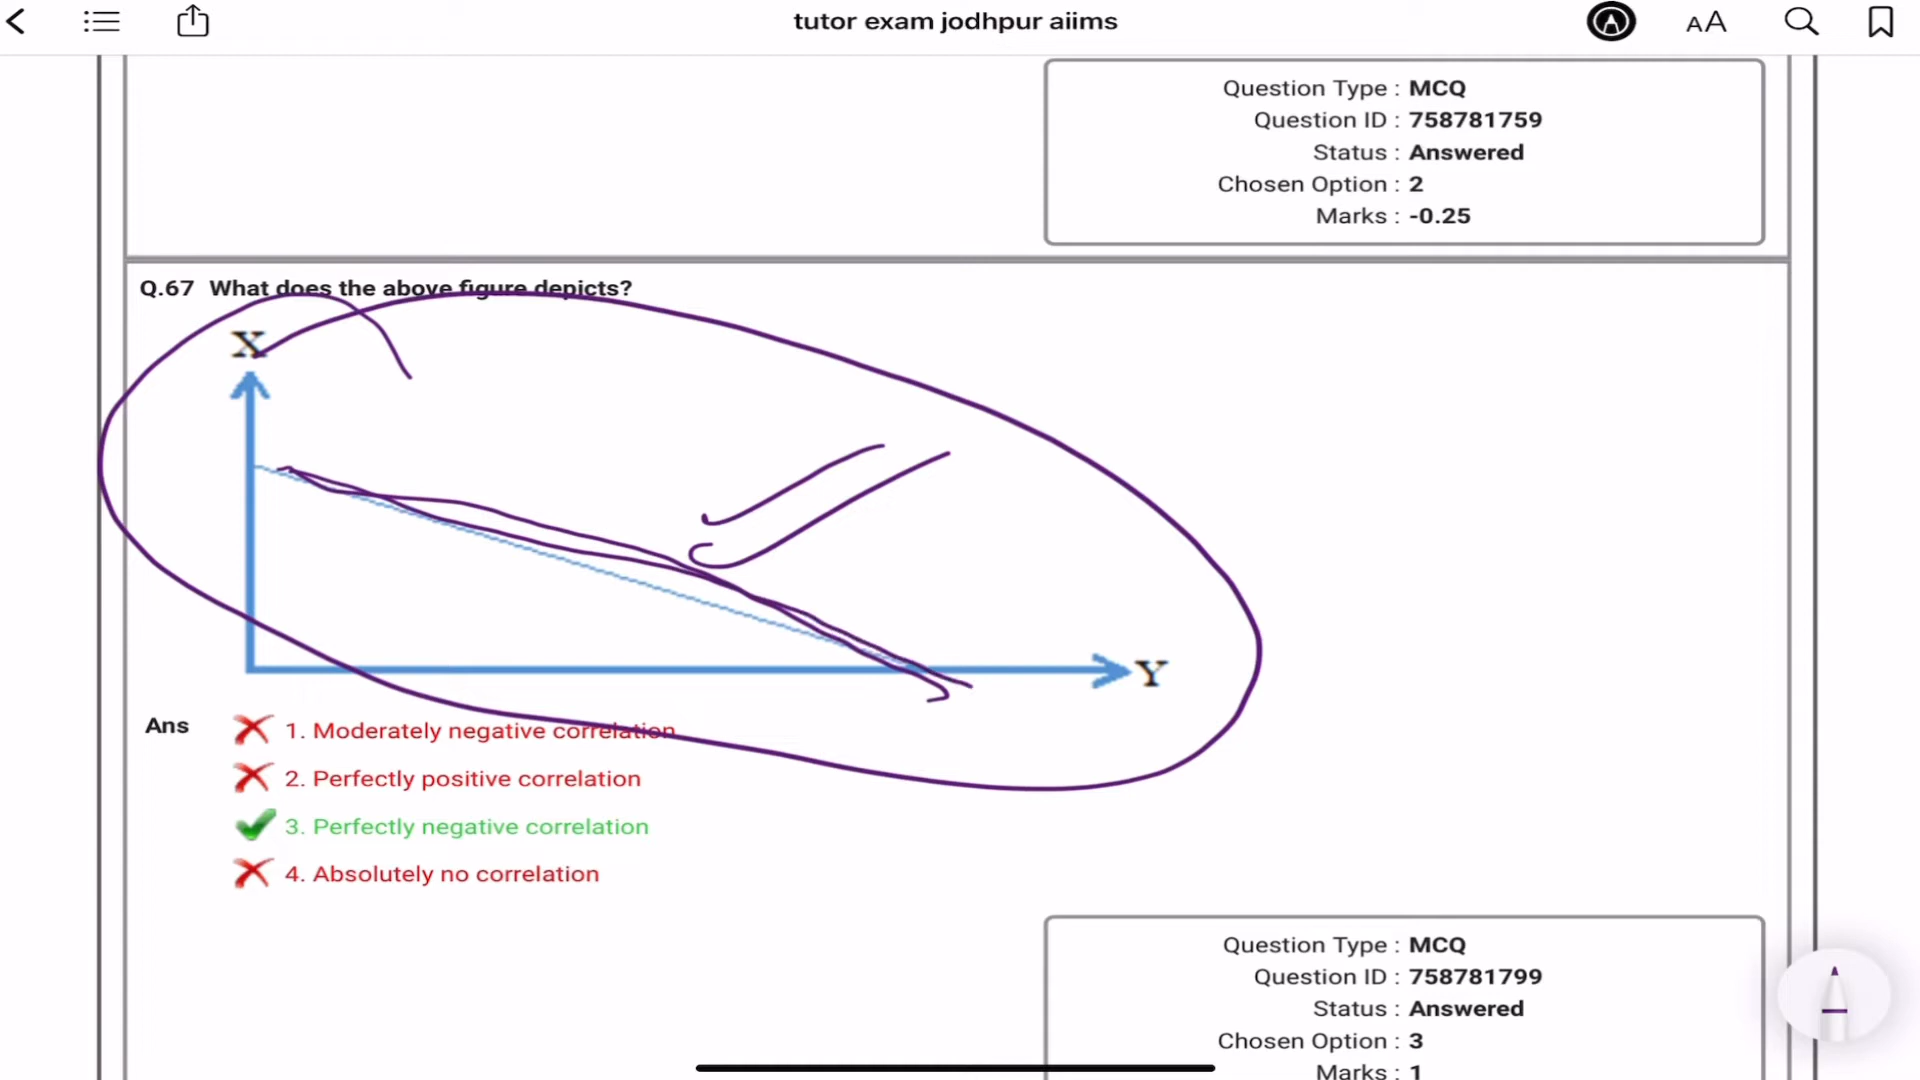 tutor exam jodhpur aiims
AA
Question Type : MCQ
Question ID : 758781759
Status : Answered
Chosen Option : 2
Marks : -0.25
Q.67 What does the above figure depicts?
X
Y
Ans
1. Moderately negative correlation
2. Perfectly positive correlation
3. Perfectly negative correlation
4. Absolutely no correlation
Question Type : MCQ
Question ID : 758781799
Status : Answered
Chosen Option : 3
Marks : 1